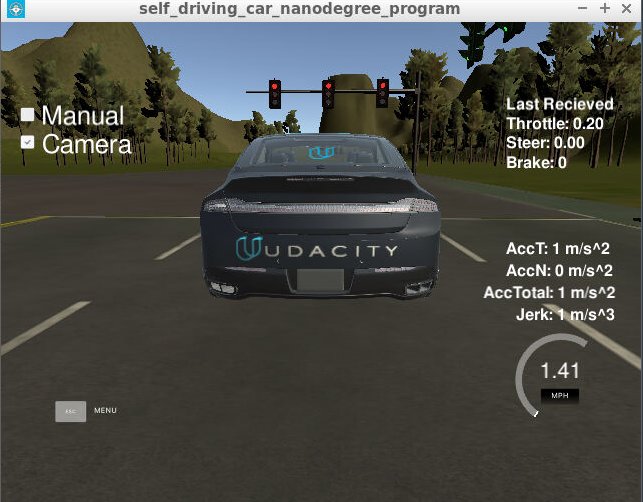 self_driving_car_nanodegree_program
Manual
Camera
Last Recieved
Throttle: 0.20
Steer: 0.00
Brake: 0
UDACITY
AccT: 1 m/s^2
AccN: 0 m/s^2
AccTotal: 1 m/s^2
Jerk: 1 m/s^3
1.41
MPH
ESC
MENU